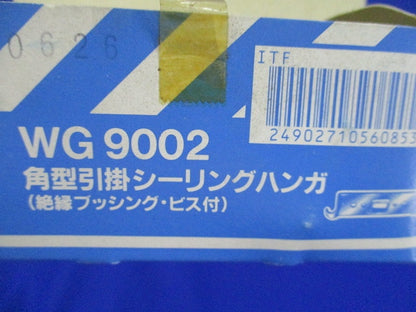 0626
ITF
24902710560853
WG 9002
角型引掛シーリングハンガ
(絶縁ブッシング・ビス付)